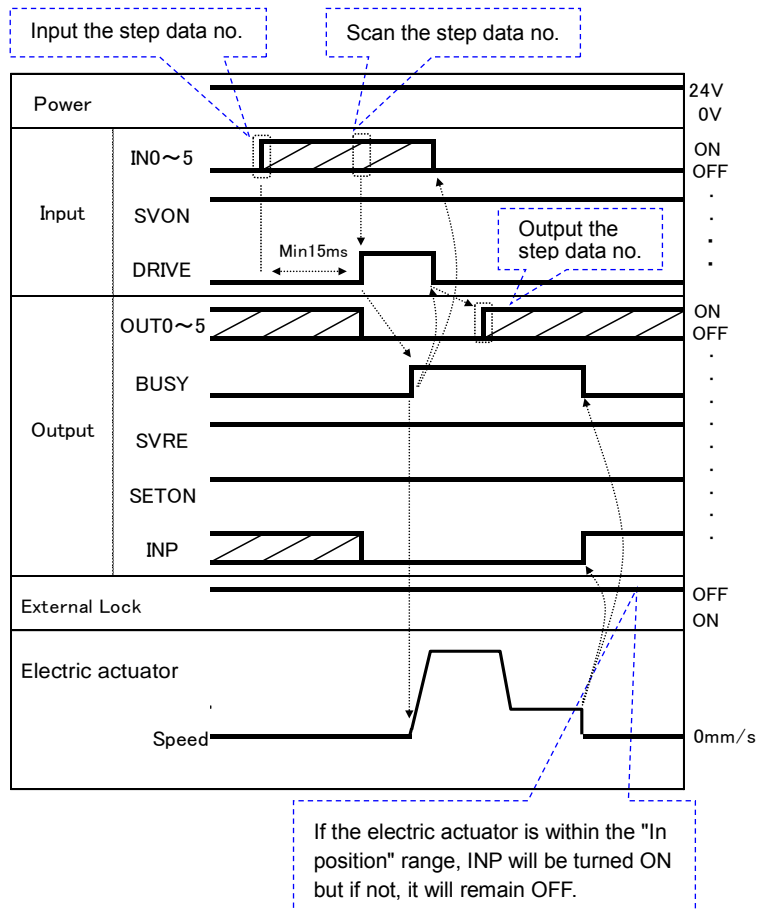 Input the step data no.
Scan the step data no.
Power
24V
0V
Input
IN0～5
ON
OFF
SVON
Min15ms
DRIVE
Output the
step data no.
Output
OUT0～5
ON
OFF
BUSY
SVRE
SETON
INP
External Lock
OFF
ON
Electric actuator
Speed
0mm/s
If the electric actuator is within the "In
position" range, INP will be turned ON
but if not, it will remain OFF.